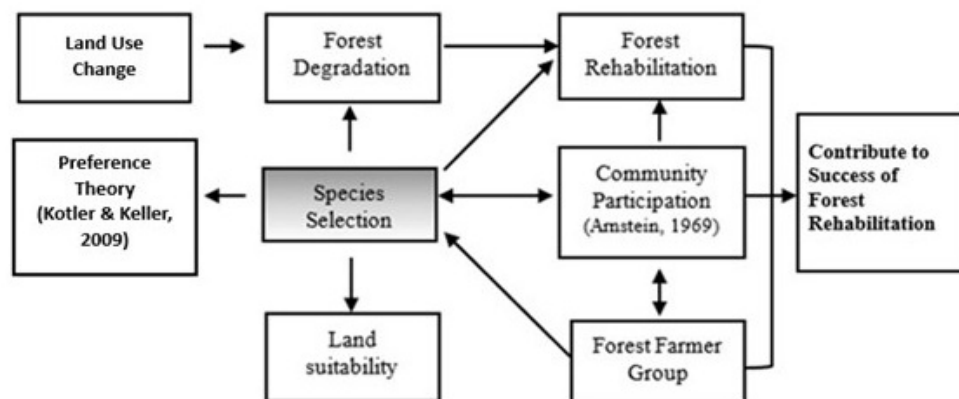 Land Use
Change
Forest
Degradation
Forest
Rehabilitation
Preference
Theory
(Kotler & Keller,
2009)
Species
Selection
Community
Participation
(Arnstein, 1969)
Contribute to
Success of
Forest
Rehabilitation
Land
suitability
Forest Farmer
Group